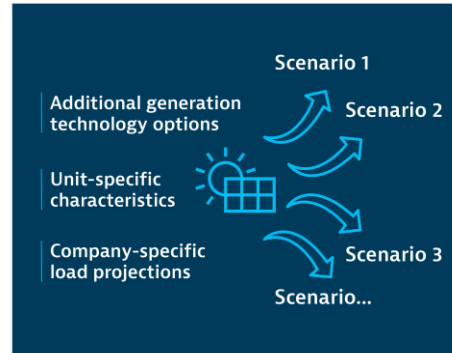 Scenario 1
Additional generation
technology options
Scenario 2
Unit-specific
characteristics
Company-specific
load projections
Scenario 3
Scenario...